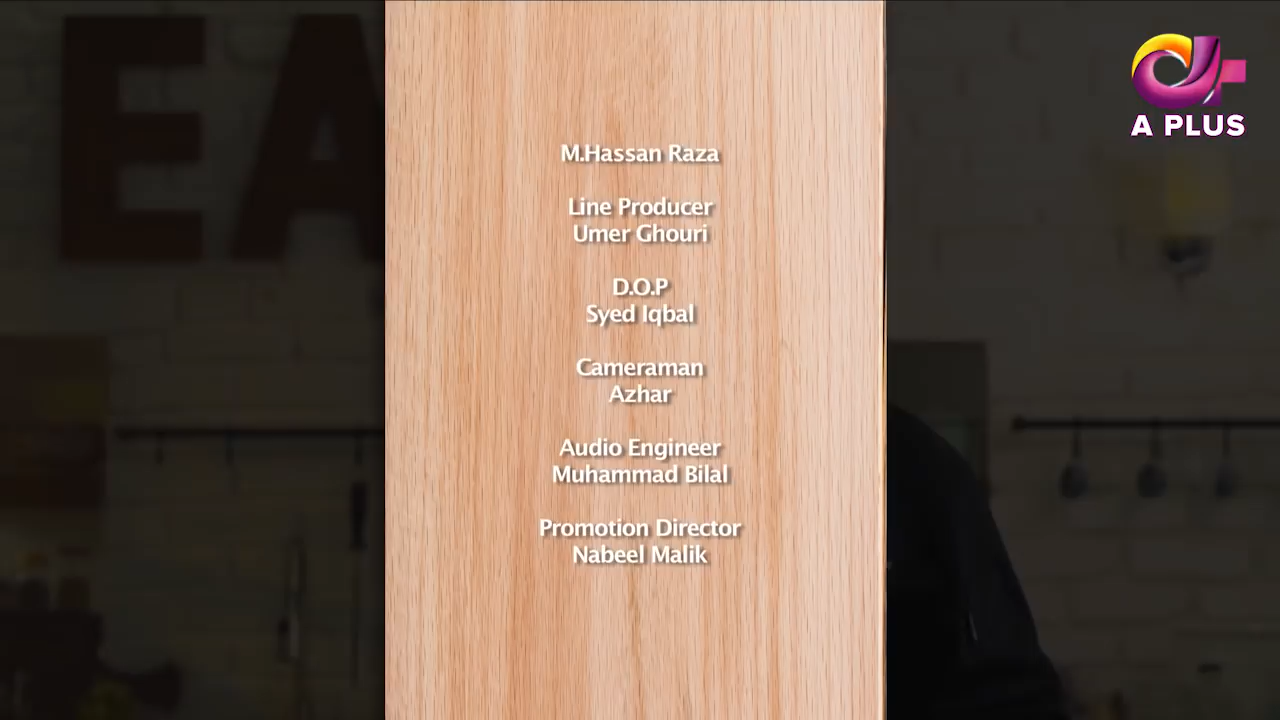 EA
A PLUS
M.Hassan Raza
Line Producer
Umer Ghouri
D.O.P
Syed Iqbal
Cameraman
Azhar
Audio Engineer
Muhammad Bilal
Promotion Director
Nabeel Malik